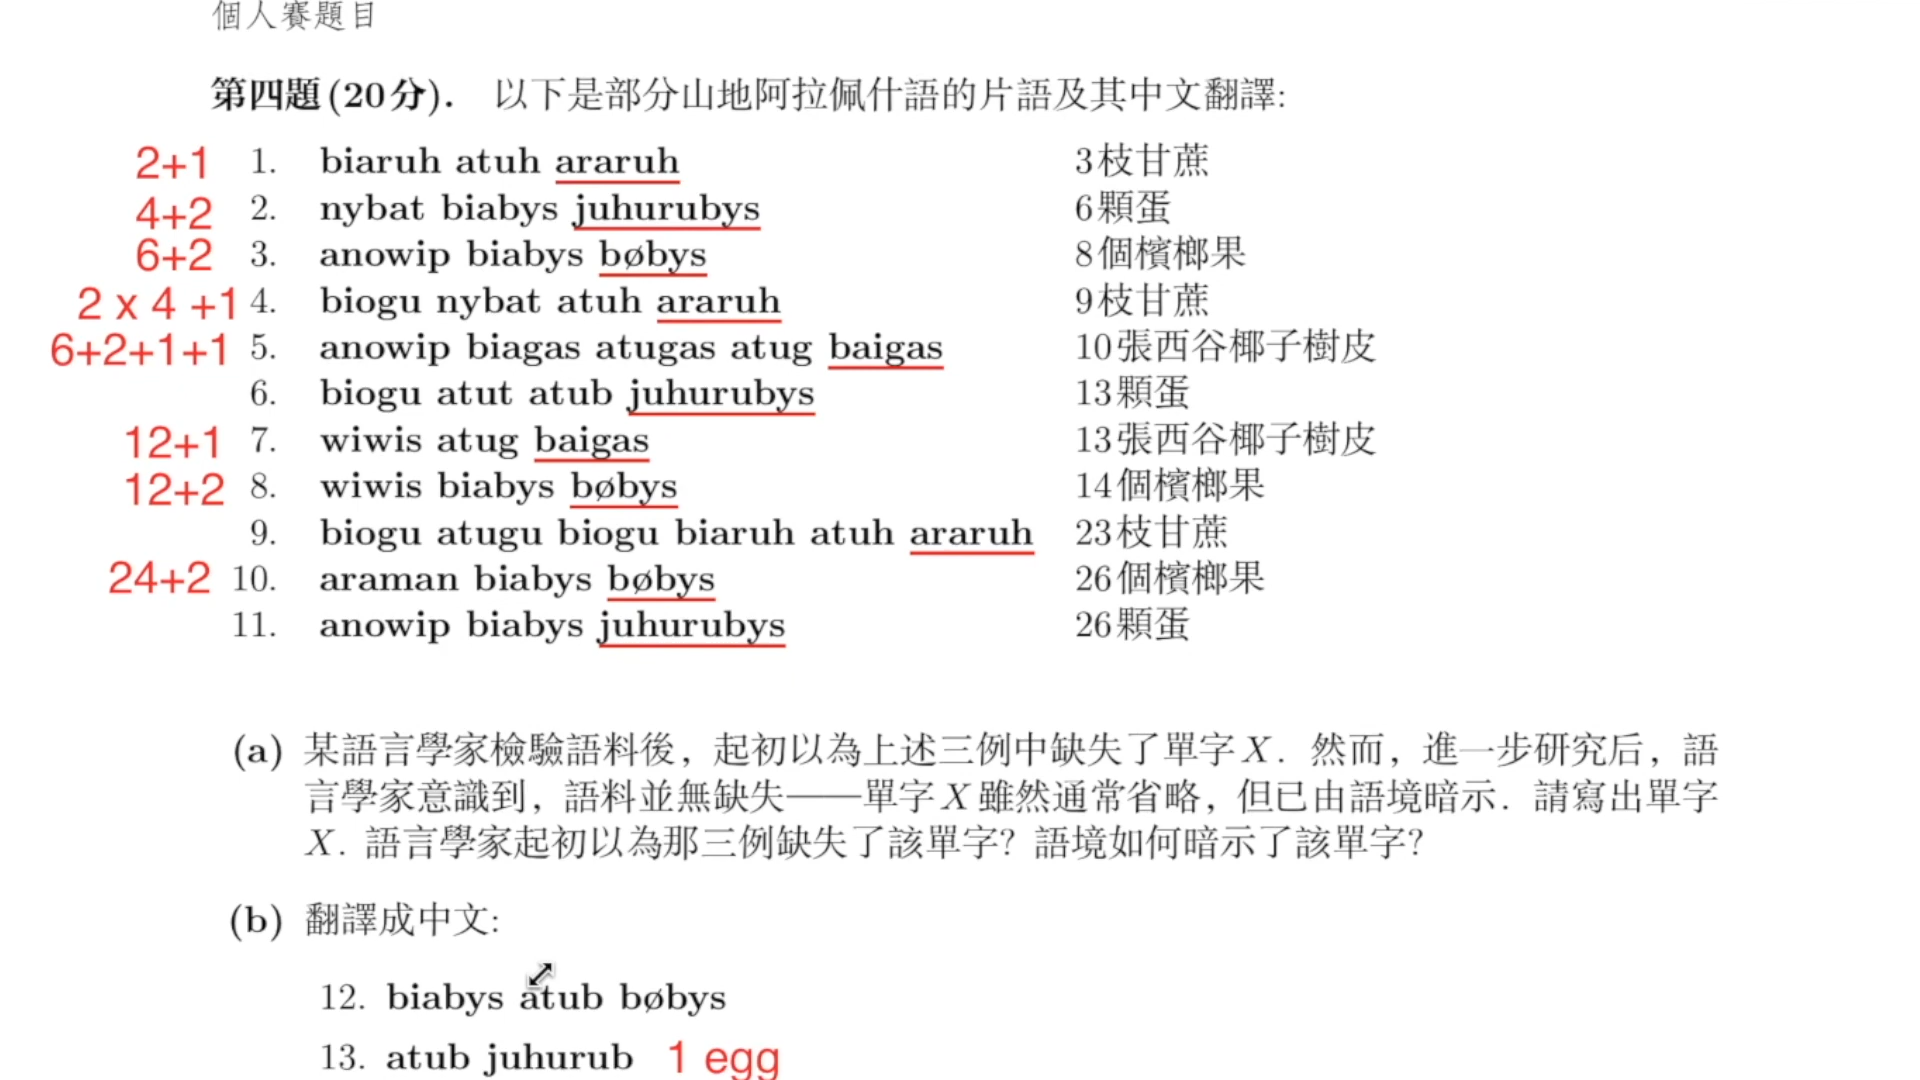 個人賽題目
第四題(20分). 以下是部分山地阿拉佩什語的片語及其中文翻譯:
2+1 1. biaruh atuh araruh 3枝甘蔗
4+2 2. nybat biabys juhurubys 6顆蛋
6+2 3. anowip biabys bøbys 8個檳榔果
2 x 4 +1 4. biogu nybat atuh araruh 9枝甘蔗
6+2+1+1 5. anowip biagas atugas atug baigas 10張西谷椰子樹皮
6. biogu atut atub juhurubys 13顆蛋
12+1 7. wiwis atug baigas 13張西谷椰子樹皮
12+2 8. wiwis biabys bøbys 14個檳榔果
9. biogu atugu biogu biaruh atuh araruh 23枝甘蔗
24+2 10. araman biabys bøbys 26個檳榔果
11. anowip biabys juhurubys 26顆蛋
(a) 某語言學家檢驗語料後, 起初以為上述三例中缺失了單字X. 然而, 進一步研究后, 語
言學家意識到, 語料並無缺失——單字X雖然通常省略, 但已由語境暗示. 請寫出單字
X. 語言學家起初以為那三例缺失了該單字? 語境如何暗示了該單字?
(b) 翻譯成中文:
12. biabys atub bøbys
13. atub juhurub 1 egg